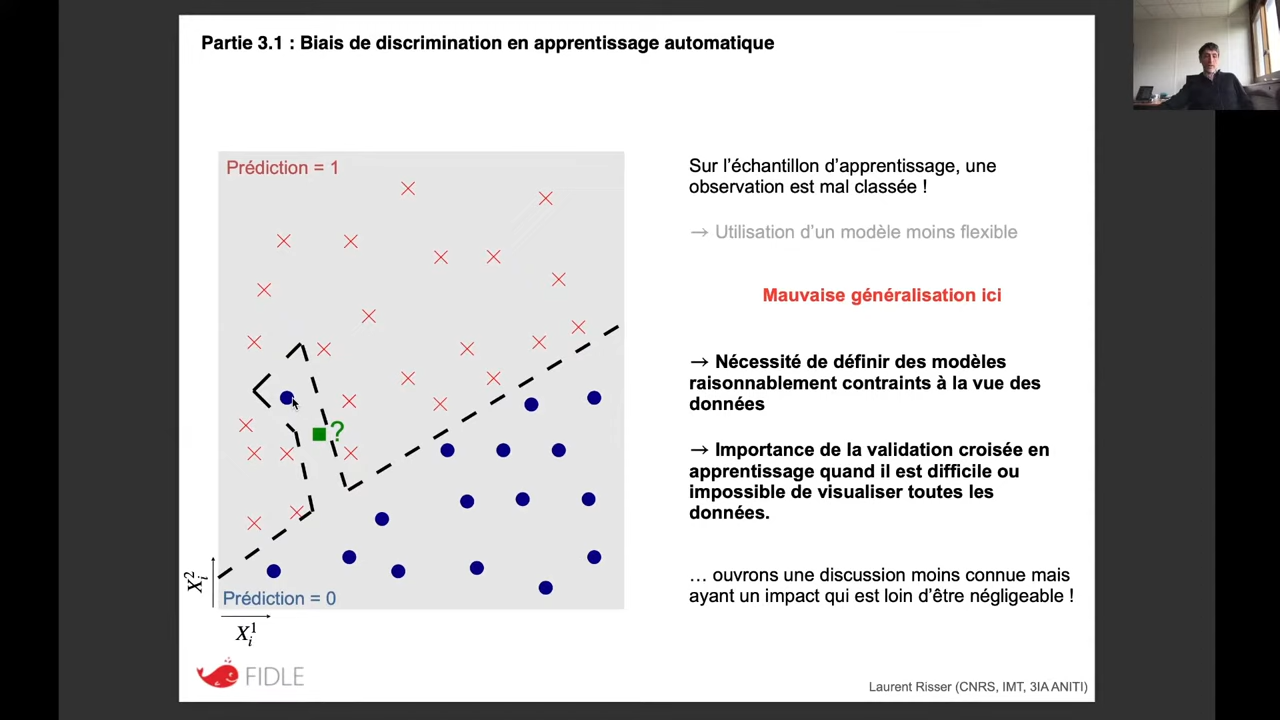 Partie 3.1 : Biais de discrimination en apprentissage automatique
Prédiction = 1
?
Prédiction = 0
X_i^2
X_i^1
Sur l'échantillon d'apprentissage, une
observation est mal classée !
→ Utilisation d'un modèle moins flexible
Mauvaise généralisation ici
→ Nécessité de définir des modèles
raisonnablement contraints à la vue des
données
→ Importance de la validation croisée en
apprentissage quand il est difficile ou
impossible de visualiser toutes les
données.
… ouvrons une discussion moins connue mais
ayant un impact qui est loin d'être négligeable !
FIDLE
Laurent Risser (CNRS, IMT, 3IA ANITI)